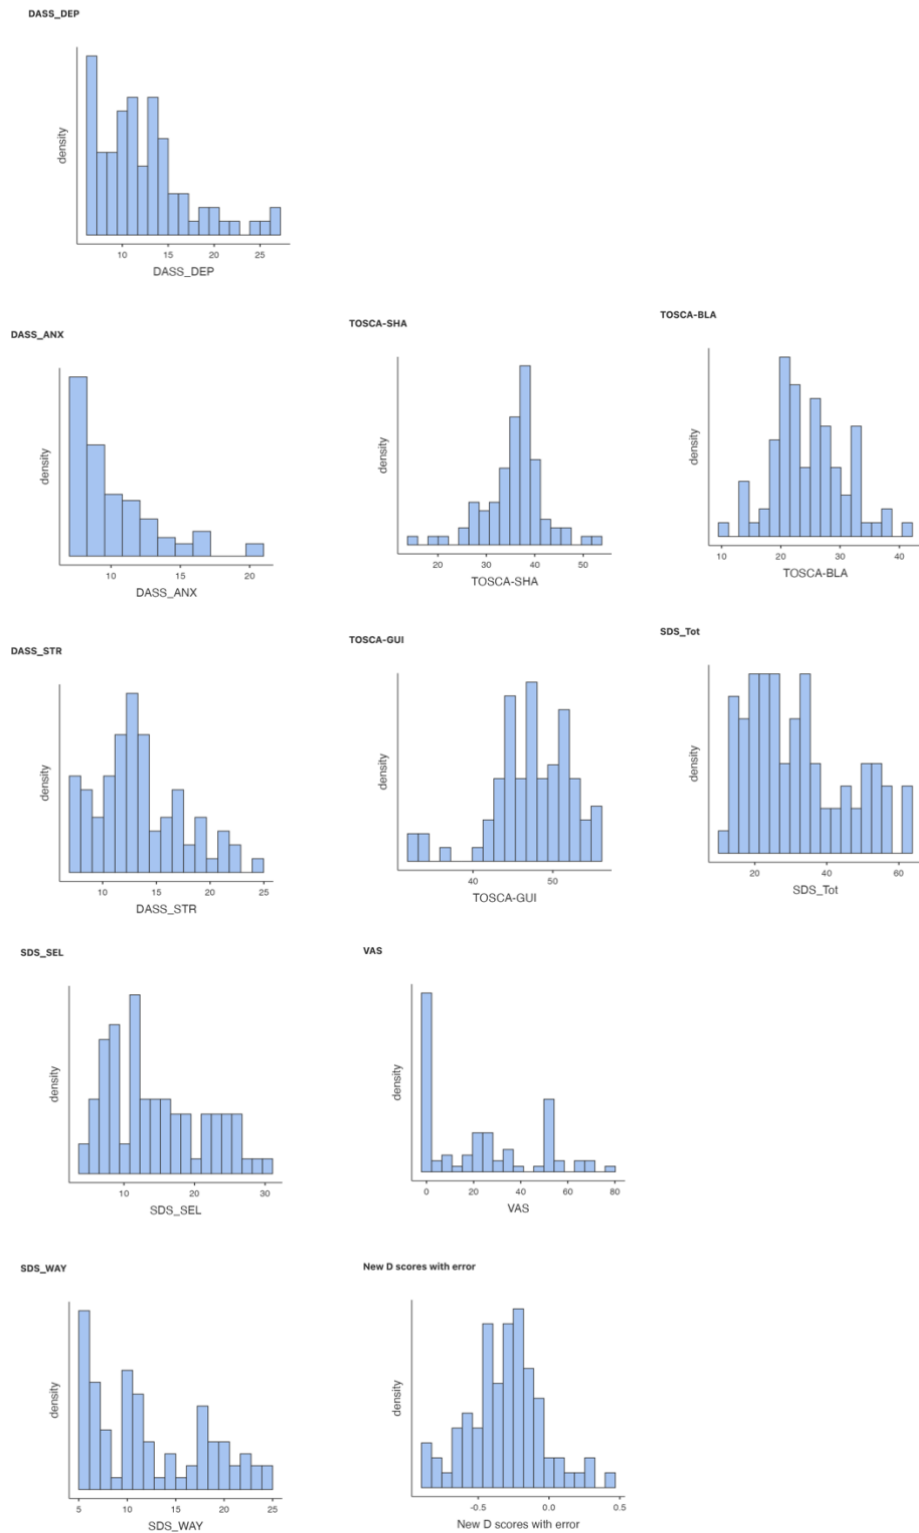 DASS_DEP
density
10 15 20 25
DASS_DEP
DASS_ANX
density
10 15 20
DASS_ANX
TOSCA-SHA
density
20 30 40 50
TOSCA-SHA
TOSCA-BLA
density
10 20 30 40
TOSCA-BLA
DASS_STR
density
10 15 20 25
DASS_STR
TOSCA-GUI
density
40 50
TOSCA-GUI
SDS_Tot
density
20 40 60
SDS_Tot
SDS_SEL
density
10 20 30
SDS_SEL
VAS
density
0 20 40 60 80
VAS
SDS_WAY
density
5 10 15 20 25
SDS_WAY
New D scores with error
density
-0.5 0.0 0.5
New D scores with error